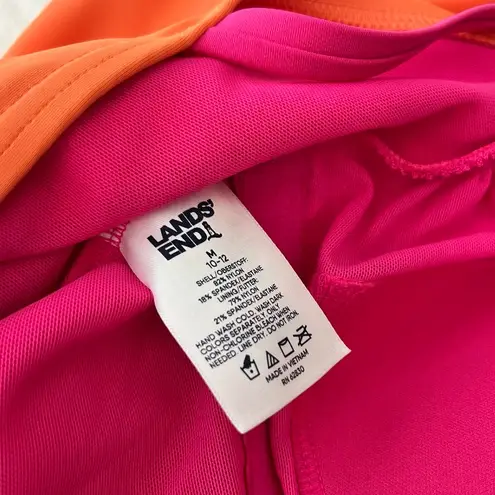 LANDS'
END
M
10-12
SHELL/OBERSTOFF:
82% NYLON
18% SPANDEX/ELASTANE
LINING/FUTTER:
79% NYLON
21% SPANDEX/ELASTANE
HAND WASH COLD. WASH DARK
COLORS SEPARATELY. ONLY
NON-CHLORINE BLEACH WHEN
NEEDED. LINE DRY. DO NOT IRON.
MADE IN VIETNAM
RN 62830